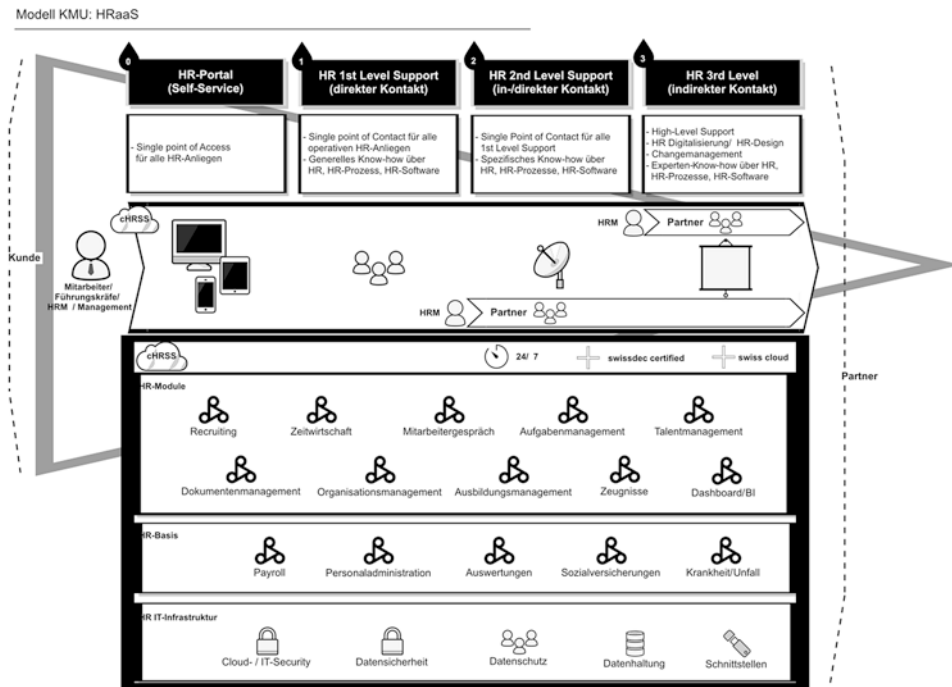 Modell KMU: HRaaS
0
HR-Portal
(Self-Service)
1
HR 1st Level Support
(direkter Kontakt)
2
HR 2nd Level Support
(in-/direkter Kontakt)
3
HR 3rd Level
(indirekter Kontakt)
- Single point of Access
für alle HR-Anliegen
- Single point of Contact für alle
operativen HR-Anliegen
- Generelles Know-how über
HR, HR-Prozess, HR-Software
- Single Point of Contact für alle
1st Level Support
- Spezifisches Know-how über
HR, HR-Prozesse, HR-Software
- High-Level Support
- HR Digitalisierung/ HR-Design
- Changemanagement
- Experten-Know-how über HR,
HR-Prozesse, HR-Software
cHRSS
HRM
Partner
Kunde
Mitarbeiter/
Führungskräfe/
HRM / Management
HRM
Partner
cHRSS
24/ 7
swissdec certified
swiss cloud
Partner
HR-Module
Recruiting
Zeitwirtschaft
Mitarbeitergespräch
Aufgabenmanagement
Talentmanagement
Dokumentenmanagement
Organisationsmanagement
Ausbildungsmanagement
Zeugnisse
Dashboard/BI
HR-Basis
Payroll
Personaladministration
Auswertungen
Sozialversicherungen
Krankheit/Unfall
HR IT-Infrastruktur
Cloud- / IT-Security
Datensicherheit
Datenschutz
Datenhaltung
Schnittstellen